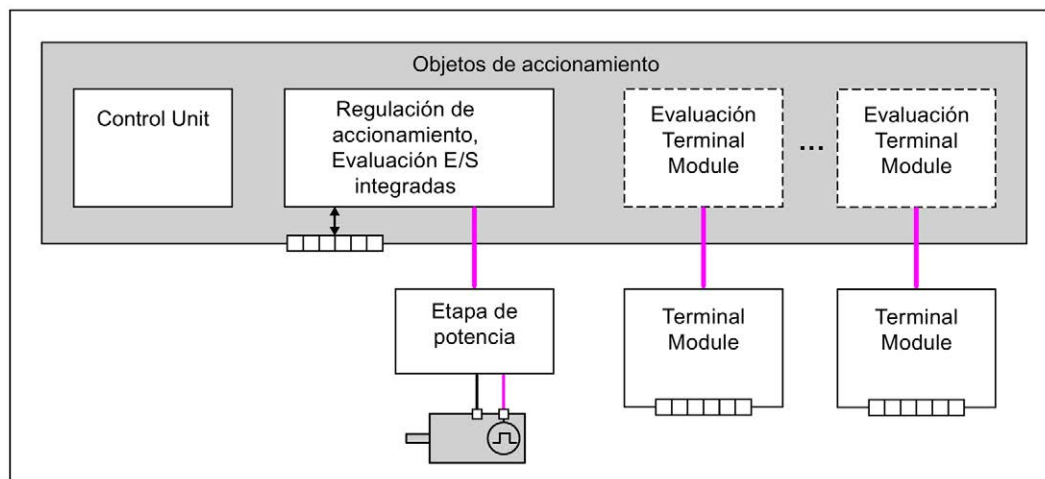 Objetos de accionamiento
Control Unit
Regulación de
accionamiento,
Evaluación E/S
integradas
Evaluación
Terminal
Module
...
Evaluación
Terminal
Module
Etapa de
potencia
Terminal
Module
Terminal
Module